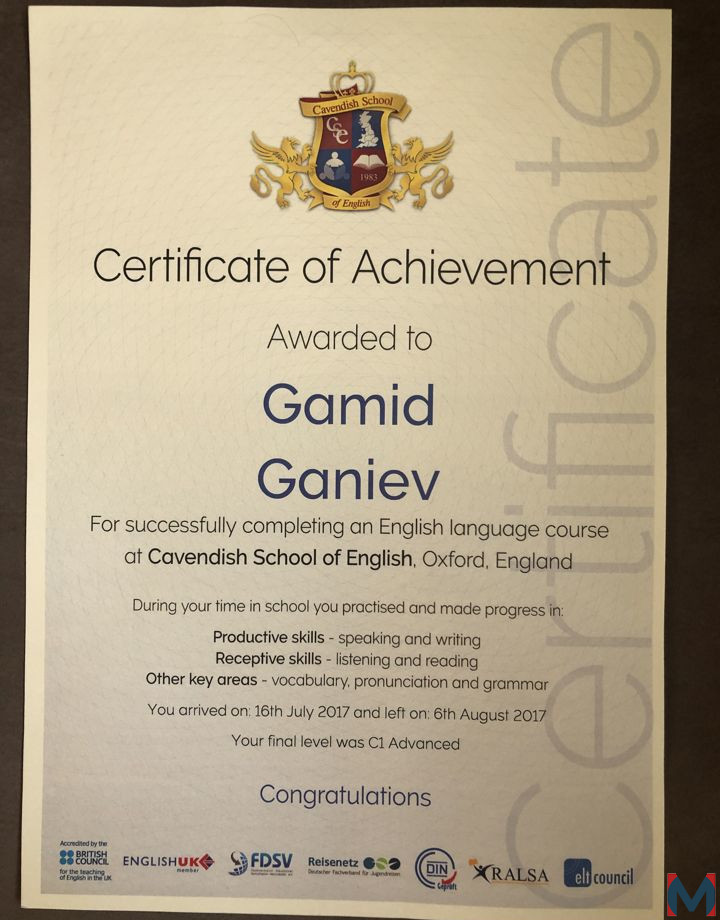 Cavendish School
CSE
1983
of English
Certificate of Achievement
Awarded to
Gamid
Ganiev
For successfully completing an English language course
at Cavendish School of English, Oxford, England
During your time in school you practised and made progress in:
Productive skills - speaking and writing
Receptive skills - listening and reading
Other key areas - vocabulary, pronunciation and grammar
You arrived on: 16th July 2017 and left on: 6th August 2017
Your final level was C1 Advanced
Congratulations
certificate
Accredited by the
BRITISH
COUNCIL
for the teaching
of English in the UK
ENGLISHUK
member
FDSV
Reisenetz
Deutscher Fachverband für Jugendreisen
DIN
Geprüft
RALSA
elt council
M